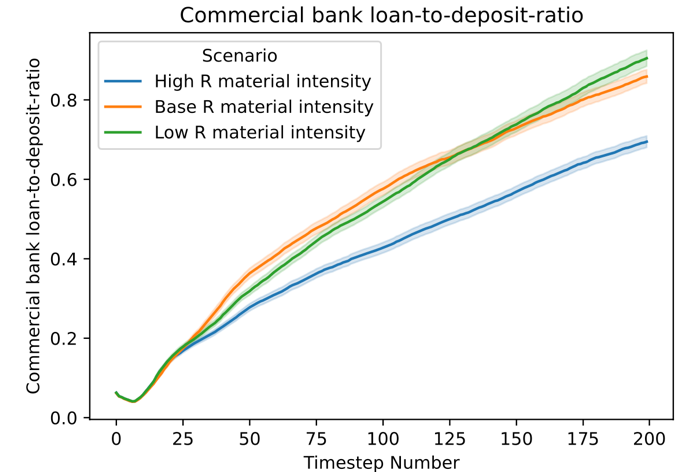 Commercial bank loan-to-deposit-ratio
Scenario
High R material intensity
Base R material intensity
Low R material intensity
Commercial bank loan-to-deposit-ratio
0.8
0.6
0.4
0.2
0.0
0 25 50 75 100 125 150 175 200
Timestep Number